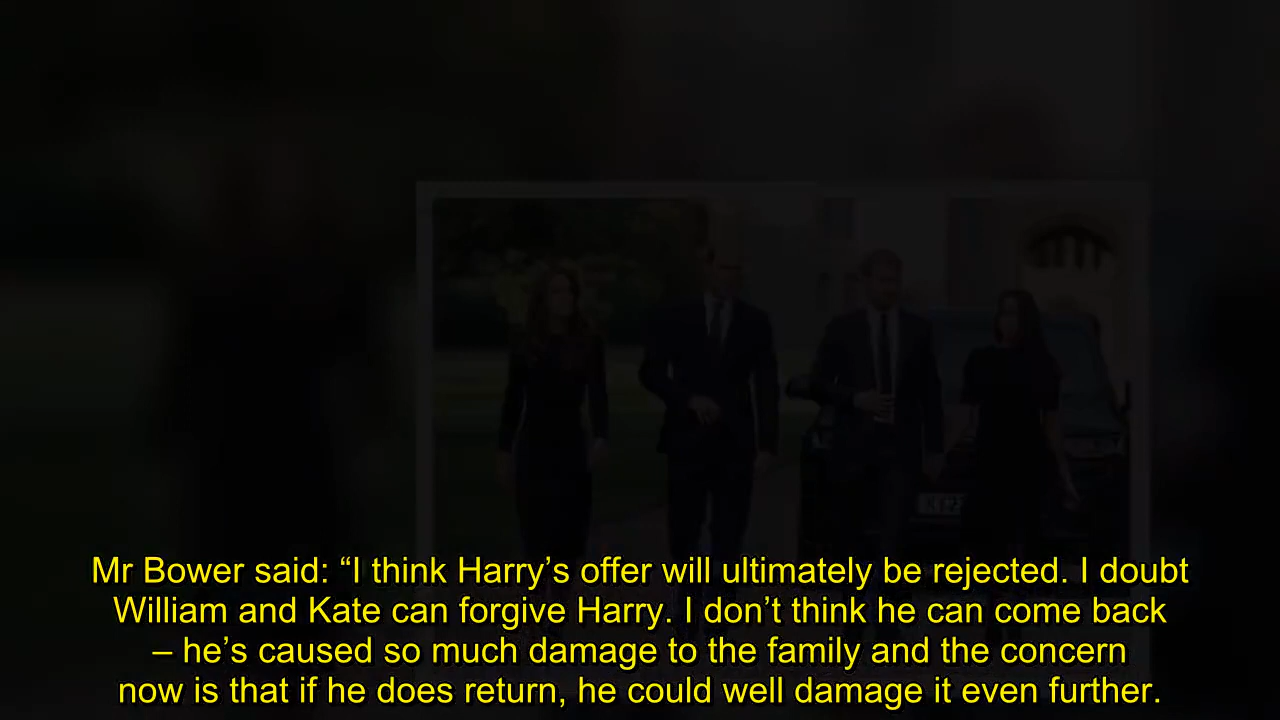 Mr Bower said: “I think Harry’s offer will ultimately be rejected. I doubt
William and Kate can forgive Harry. I don’t think he can come back
– he’s caused so much damage to the family and the concern
now is that if he does return, he could well damage it even further.